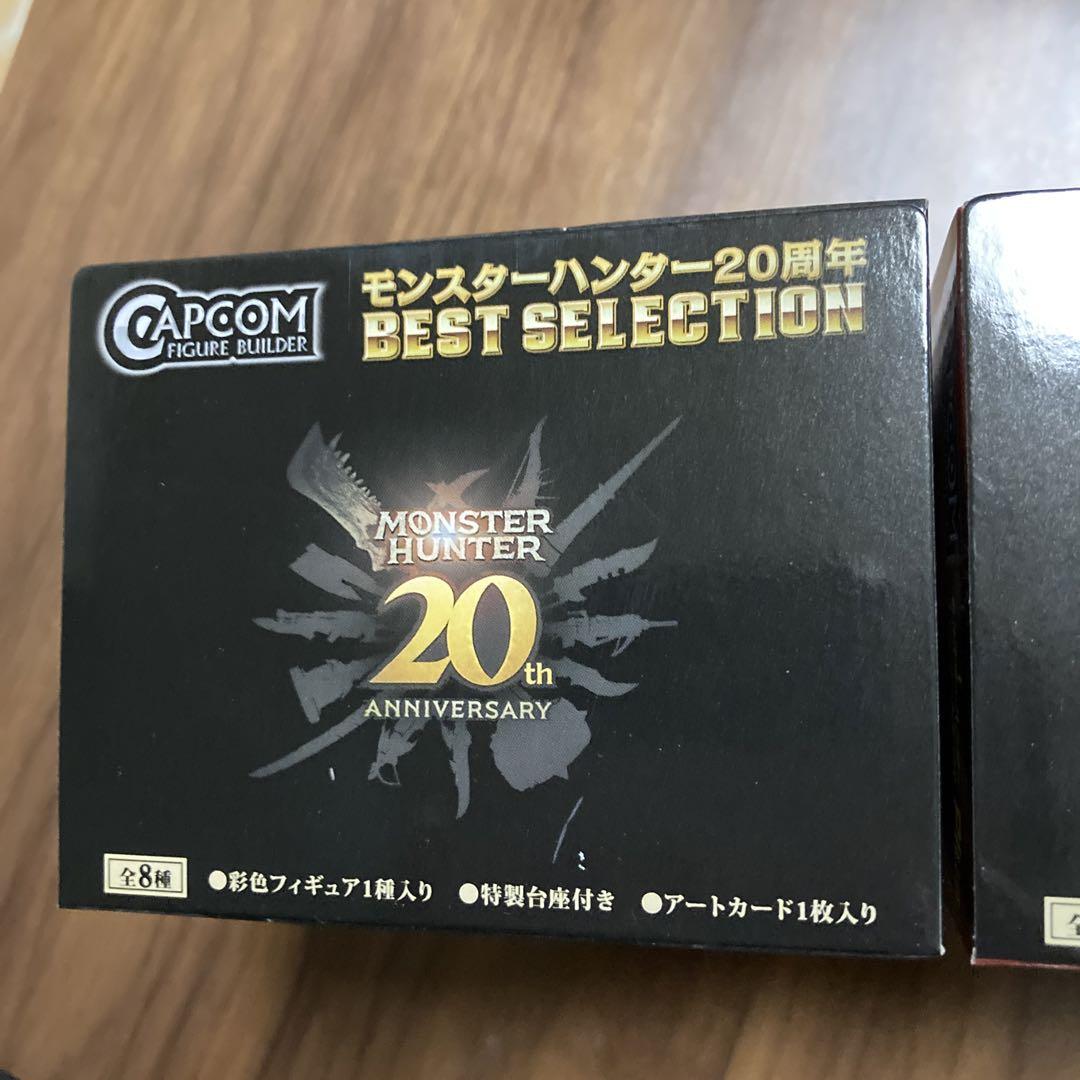 CAPCOM
FIGURE BUILDER
モンスターハンター20周年
BEST SELECTION
MONSTER
HUNTER
20th
ANNIVERSARY
全8種
●彩色フィギュア1種入り ●特製台座付き ●アートカード1枚入り